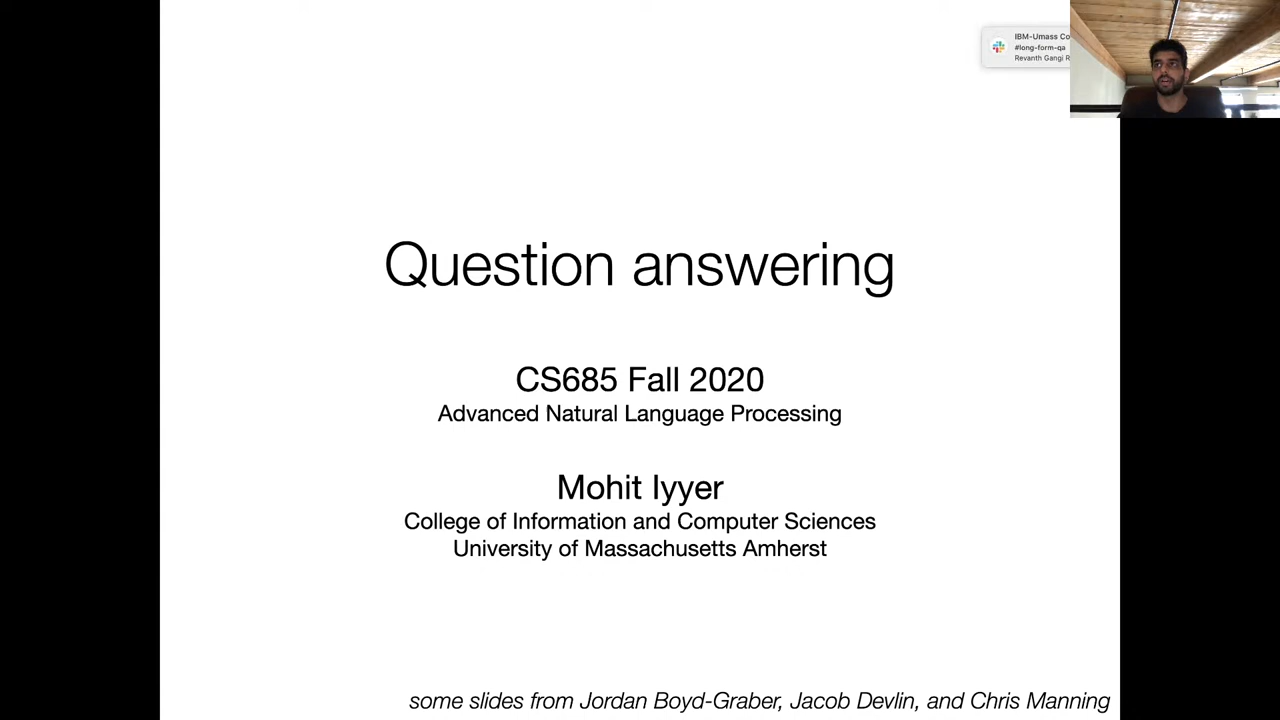 IBM-Umass Co
#long-form-qa
Revanth Gangi R
Question answering
CS685 Fall 2020
Advanced Natural Language Processing
Mohit Iyyer
College of Information and Computer Sciences
University of Massachusetts Amherst
some slides from Jordan Boyd-Graber, Jacob Devlin, and Chris Manning